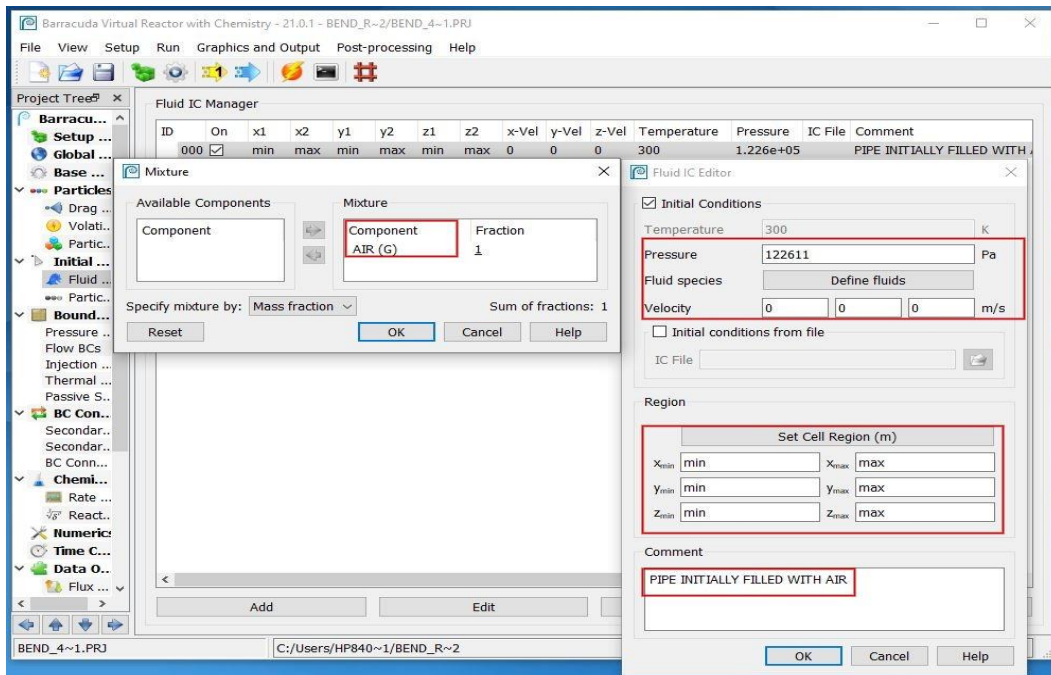 Barracuda Virtual Reactor with Chemistry - 21.0.1 - BEND_R~2/BEND_4~1.PRJ
File View Setup Run Graphics and Output Post-processing Help
Project Tree
Barracu...
Setup ...
Global ...
Base ...
Particles
Drag ...
Volati..
Partic..
Initial ...
Fluid ...
Partic..
Bound...
Pressure ..
Flow BCs
Injection ..
Thermal ...
Passive S..
BC Con...
Secondar..
Secondar..
BC Conn...
Chemi...
Rate ...
React..
Numerics
Time C...
Data O...
Flux ...
Fluid IC Manager
ID On x1 x2 y1 y2 z1 z2 x-Vel y-Vel z-Vel Temperature Pressure IC File Comment
000 min max min max min max 0 0 0 300 1.226e+05 PIPE INITIALLY FILLED WITH
Mixture
Available Components
Component
Mixture
Component Fraction
AIR (G) 1
Specify mixture by: Mass fraction Sum of fractions: 1
Reset OK Cancel Help
Fluid IC Editor
Initial Conditions
Temperature 300 K
Pressure 122611 Pa
Fluid species Define fluids
Velocity 0 0 0 m/s
Initial conditions from file
IC File
Region
Set Cell Region (m)
xmin min xmax max
ymin min ymax max
zmin min zmax max
Comment
PIPE INITIALLY FILLED WITH AIR
OK Cancel Help
Add Edit
BEND_4~1.PRJ C:/Users/HP840~1/BEND_R~2